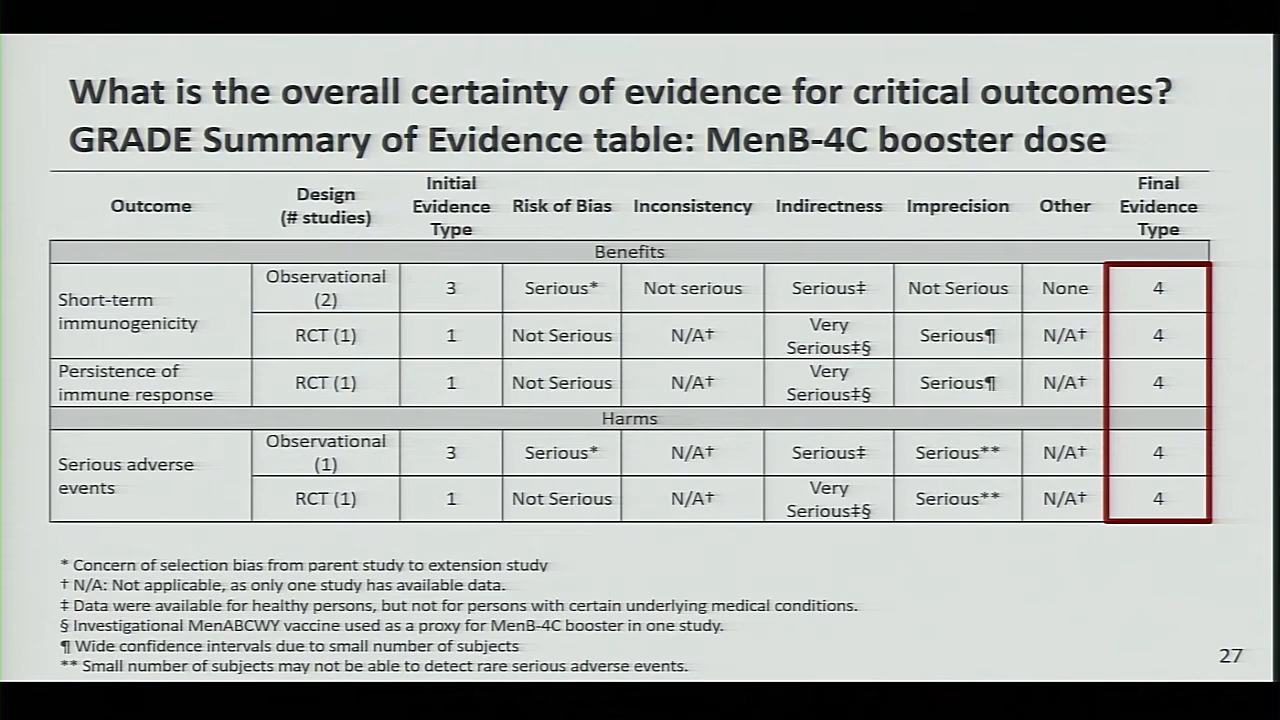 What is the overall certainty of evidence for critical outcomes?
GRADE Summary of Evidence table: MenB-4C booster dose
Outcome Design (# studies) Initial Evidence Type Risk of Bias Inconsistency Indirectness Imprecision Other Final Evidence Type
Benefits
Short-term immunogenicity Observational (2) 3 Serious* Not serious Serious‡ Not Serious None 4
RCT (1) 1 Not Serious N/A† Very Serious‡§ Serious¶ N/A† 4
Persistence of immune response RCT (1) 1 Not Serious N/A† Very Serious‡§ Serious¶ N/A† 4
Harms
Serious adverse events Observational (1) 3 Serious* N/A† Serious‡ Serious** N/A† 4
RCT (1) 1 Not Serious N/A† Very Serious‡§ Serious** N/A† 4
* Concern of selection bias from parent study to extension study
† N/A: Not applicable, as only one study has available data.
‡ Data were available for healthy persons, but not for persons with certain underlying medical conditions.
§ Investigational MenABCWY vaccine used as a proxy for MenB-4C booster in one study.
¶ Wide confidence intervals due to small number of subjects
** Small number of subjects may not be able to detect rare serious adverse events.
27